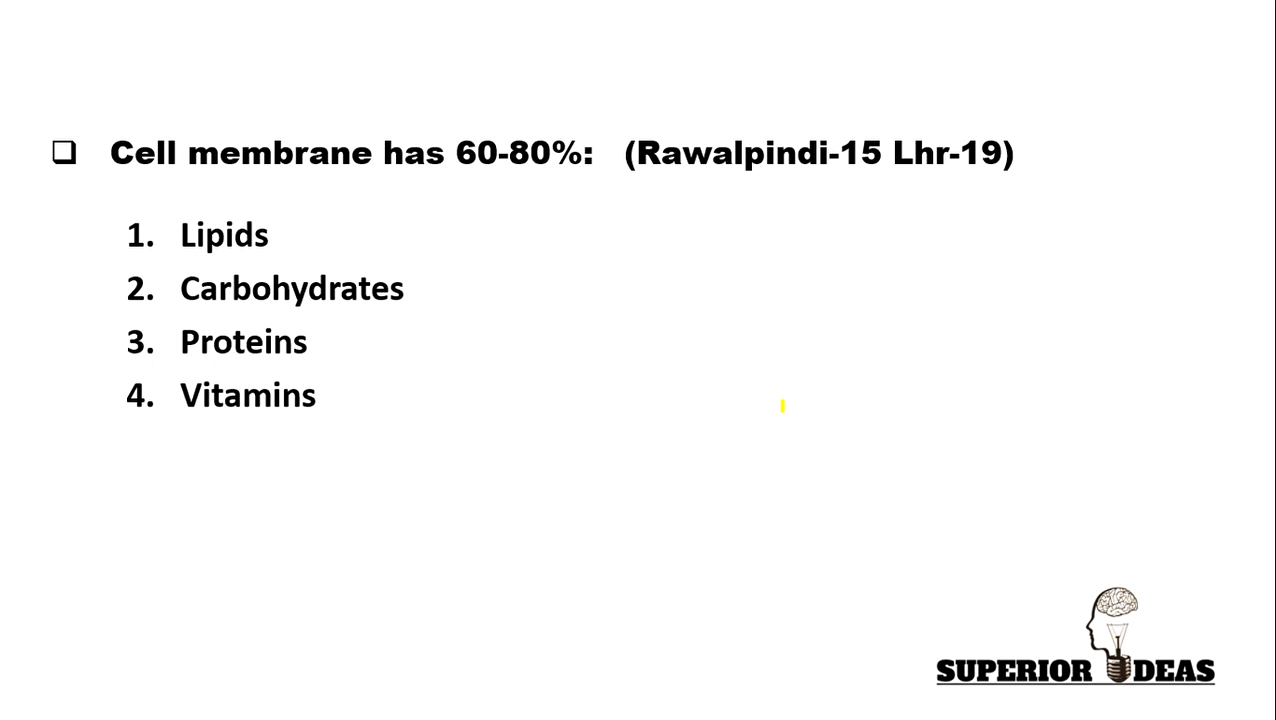 ❑ Cell membrane has 60-80%: (Rawalpindi-15 Lhr-19)
1. Lipids
2. Carbohydrates
3. Proteins
4. Vitamins
SUPERIOR IDEAS